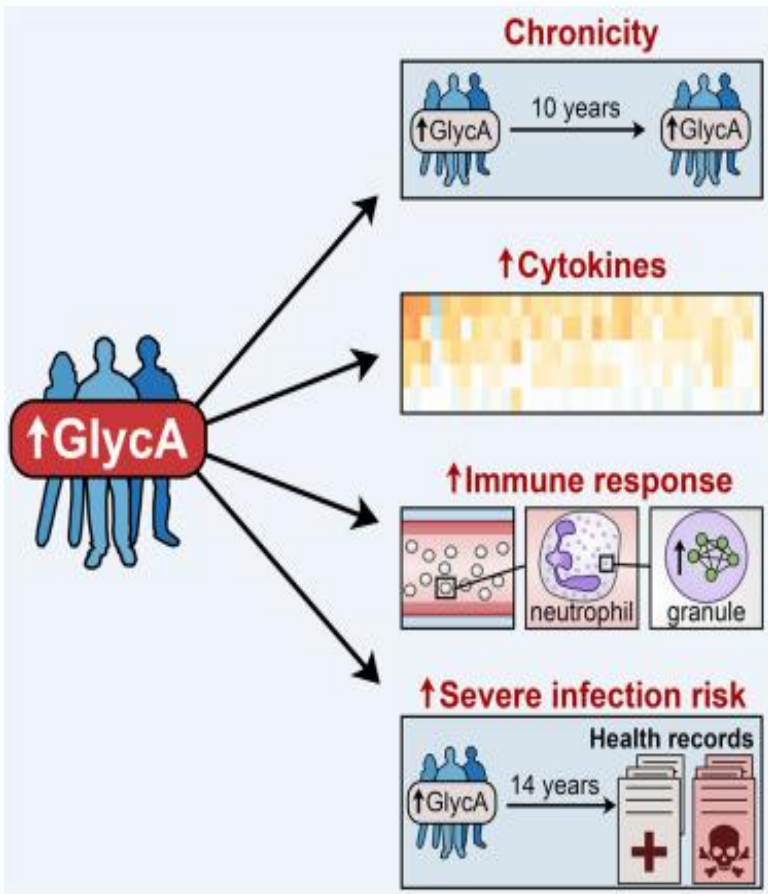 Chronicity
↑GlycA 10 years ↑GlycA
↑Cytokines
↑GlycA
↑Immune response
neutrophil granule
↑Severe infection risk
Health records
↑GlycA 14 years